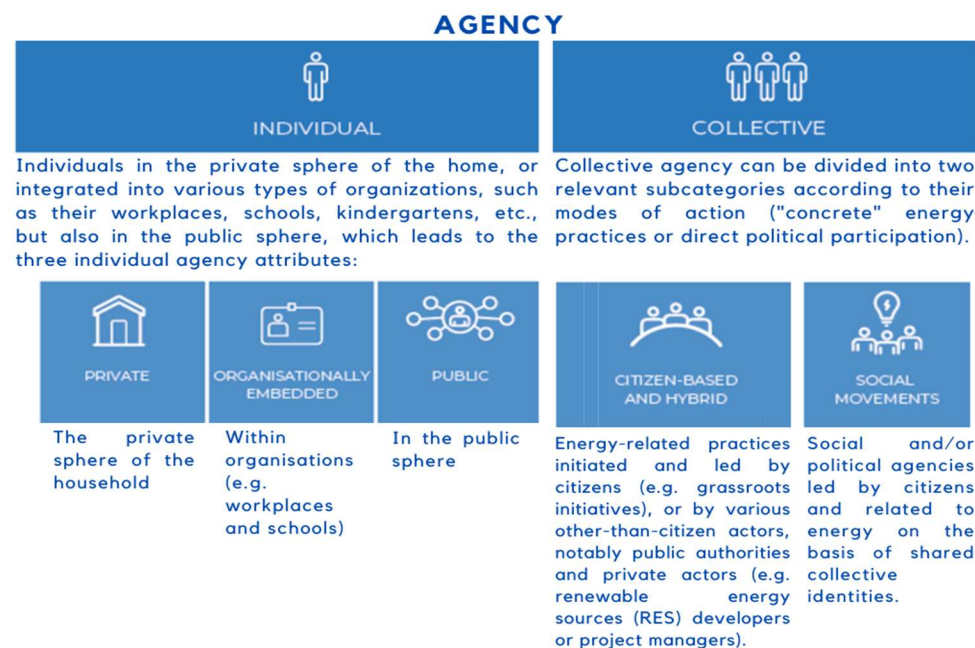 AGENCY
INDIVIDUAL
Individuals in the private sphere of the home, or
integrated into various types of organizations, such
as their workplaces, schools, kindergartens, etc.,
but also in the public sphere, which leads to the
three individual agency attributes:
PRIVATE
The private
sphere of the
household
ORGANISATIONALLY
EMBEDDED
Within
organisations
(e.g.
workplaces
and schools)
PUBLIC
In the public
sphere
COLLECTIVE
Collective agency can be divided into two
relevant subcategories according to their
modes of action ("concrete" energy
practices or direct political participation).
CITIZEN-BASED
AND HYBRID
Energy-related practices
initiated and led by
citizens (e.g. grassroots
initiatives), or by various
other-than-citizen actors,
notably public authorities
and private actors (e.g.
renewable energy
sources (RES) developers
or project managers).
SOCIAL
MOVEMENTS
Social and/or
political agencies
led by citizens
and related to
energy on the
basis of shared
collective
identities.